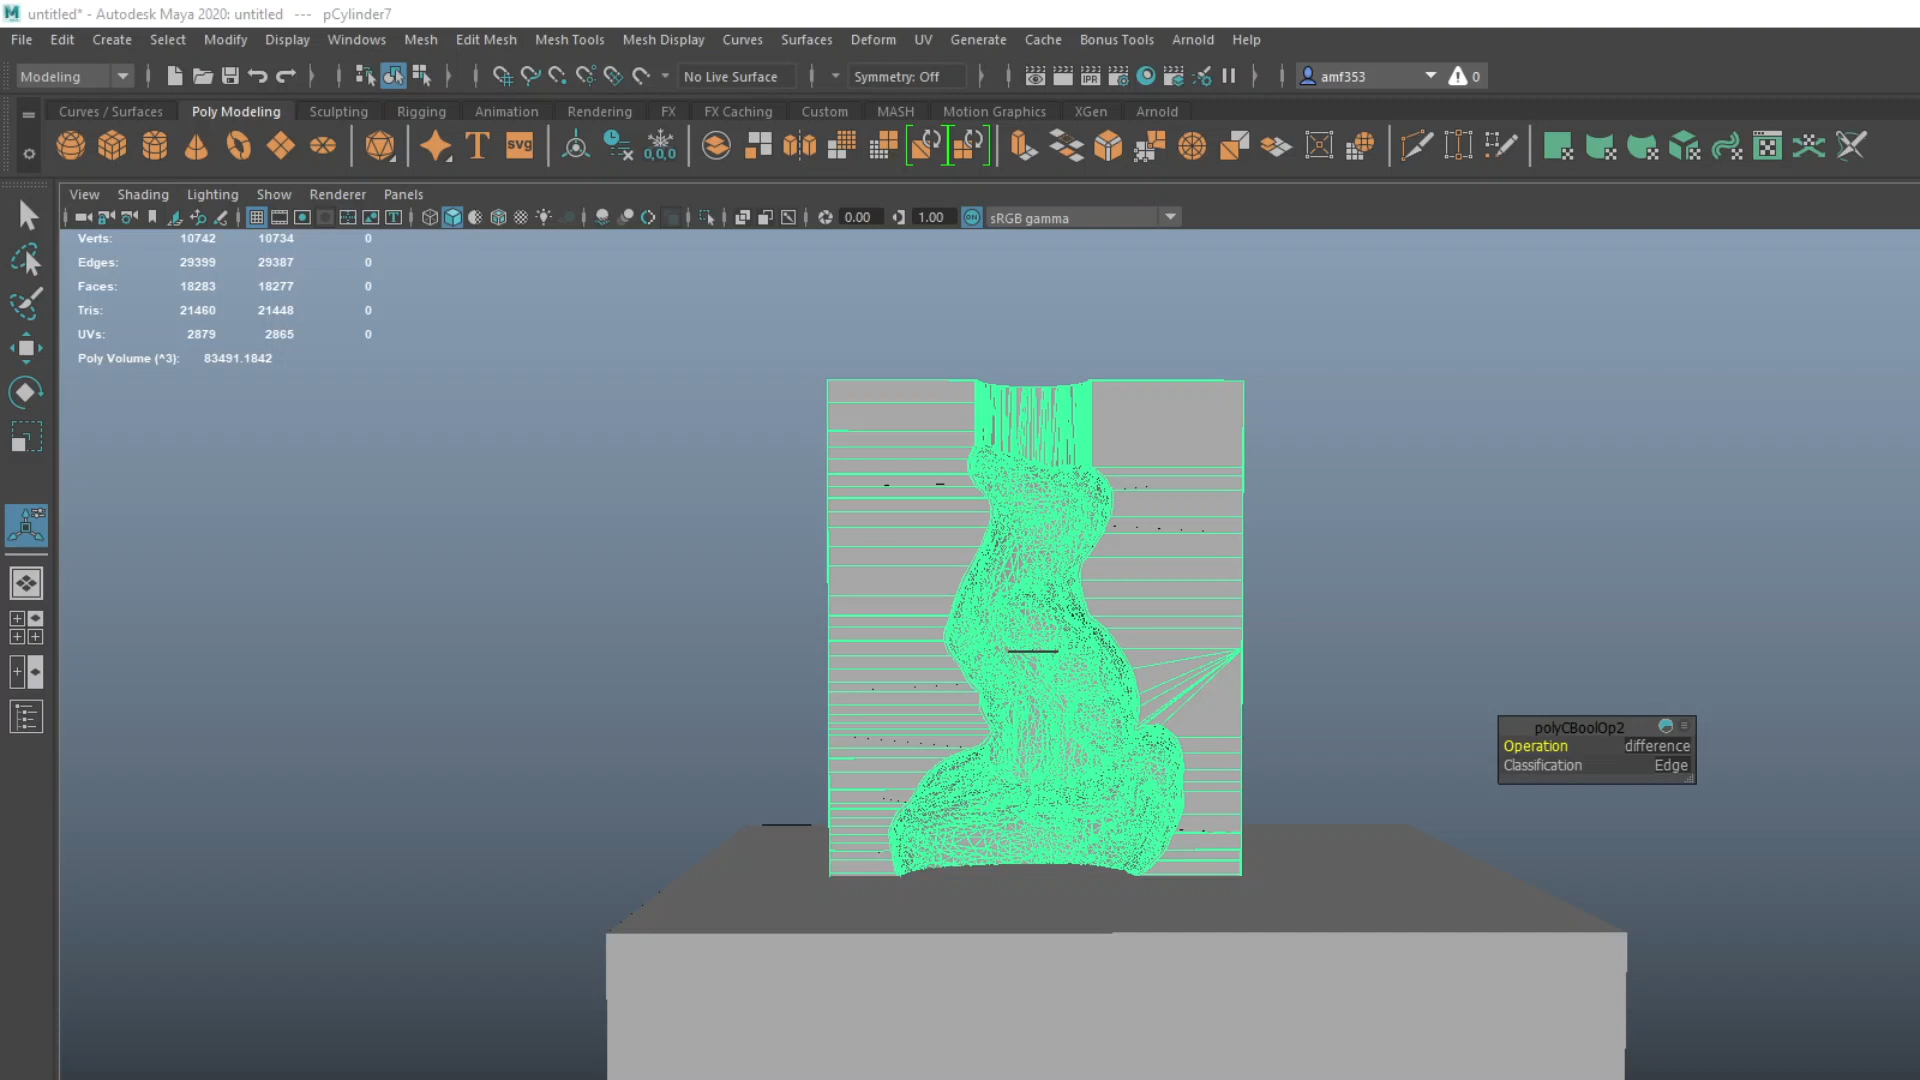 untitled* - Autodesk Maya 2020: untitled --- pCylinder7
File Edit Create Select Modify Display Windows Mesh Edit Mesh Mesh Tools Mesh Display Curves Surfaces Deform UV Generate Cache Bonus Tools Arnold Help
Modeling No Live Surface Symmetry: Off IPR amf353 0
Curves / Surfaces Poly Modeling Sculpting Rigging Animation Rendering FX FX Caching Custom MASH Motion Graphics XGen Arnold
T SVG 0,0,0
View Shading Lighting Show Renderer Panels
0.00 1.00 ON sRGB gamma
Verts: 10742 10734 0
Edges: 29399 29387 0
Faces: 18283 18277 0
Tris: 21460 21448 0
UVs: 2879 2865 0
Poly Volume (^3): 83491.1842
polyCBoolOp2
Operation difference
Classification Edge